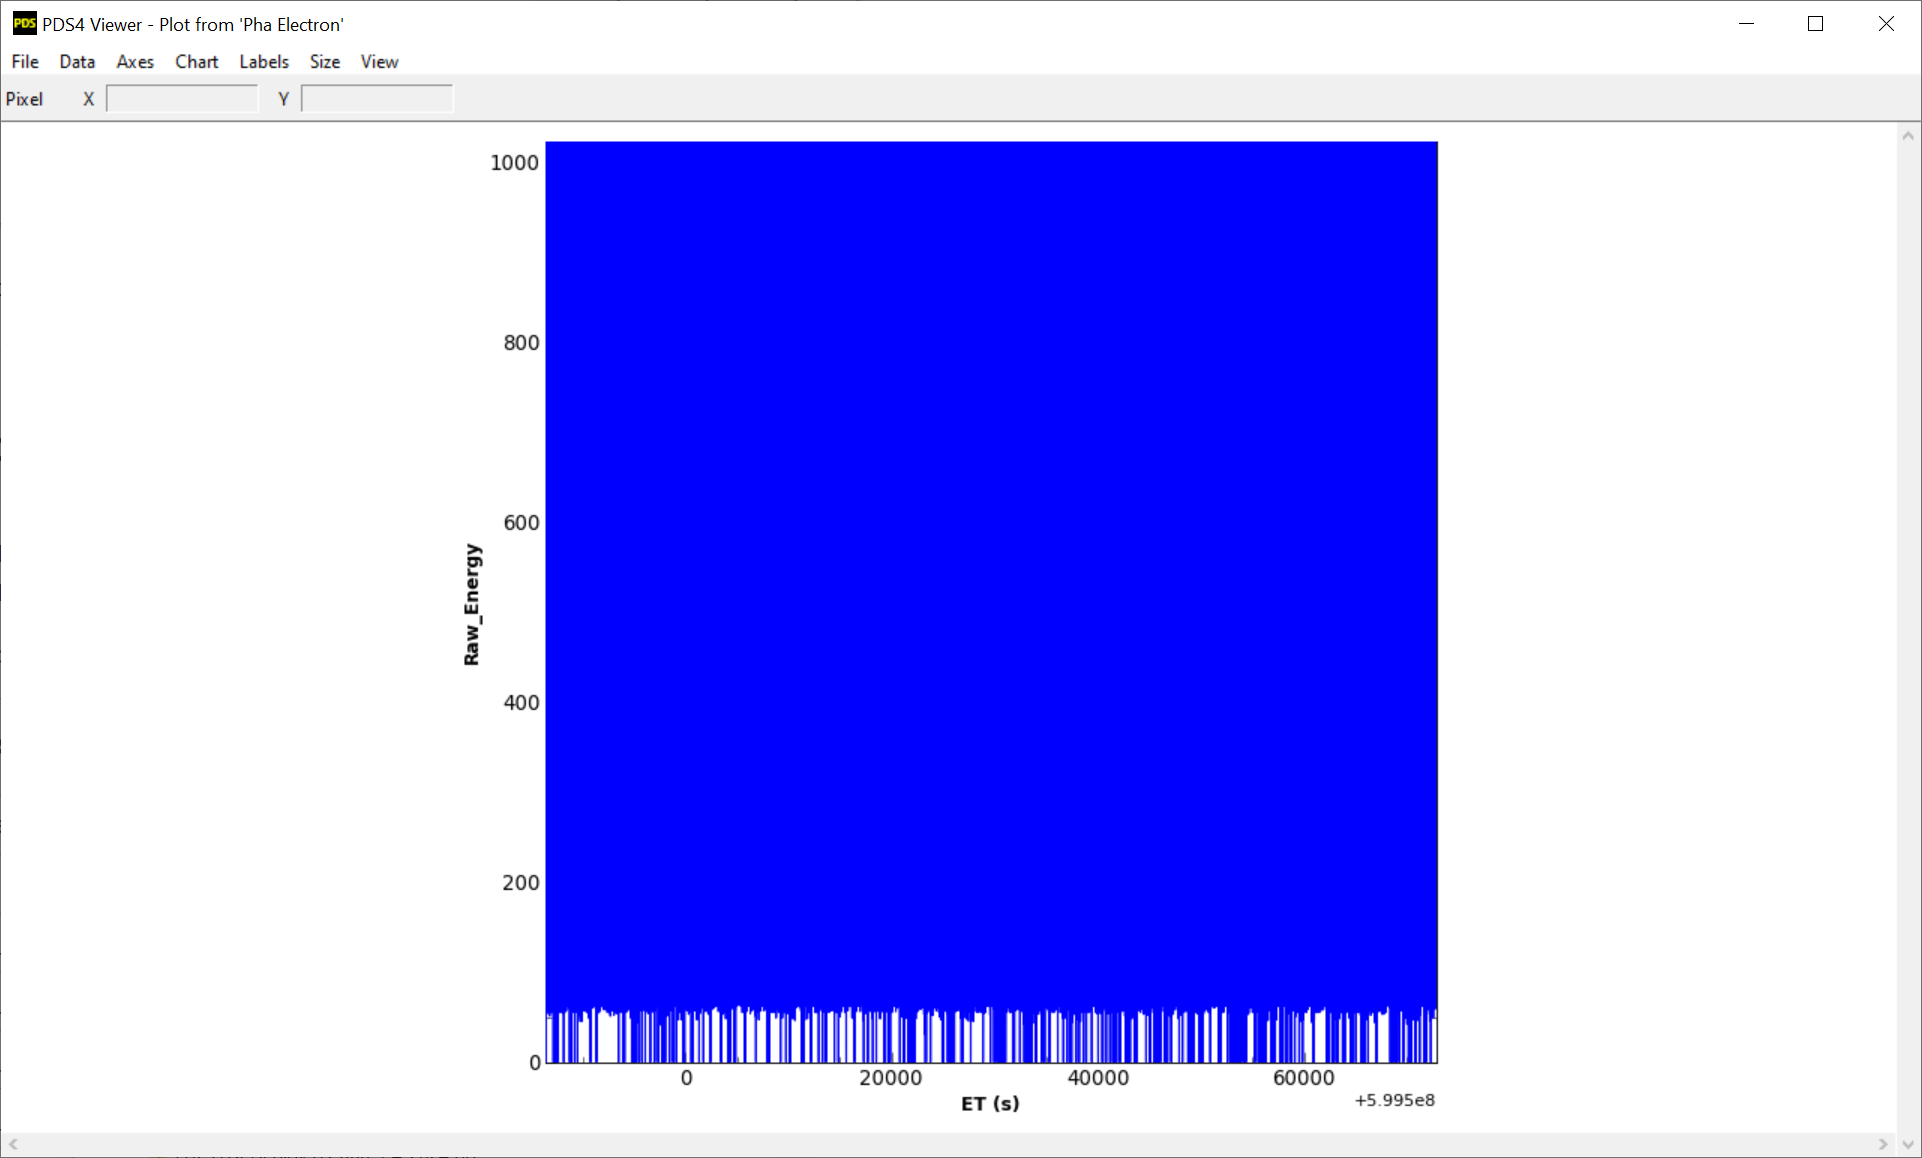 PDS PDS4 Viewer - Plot from 'Pha Electron'
File Data Axes Chart Labels Size View
Pixel X Y
1000
800
600
400
200
0
Raw_Energy
0 20000 40000 60000
+5.995e8
ET (s)